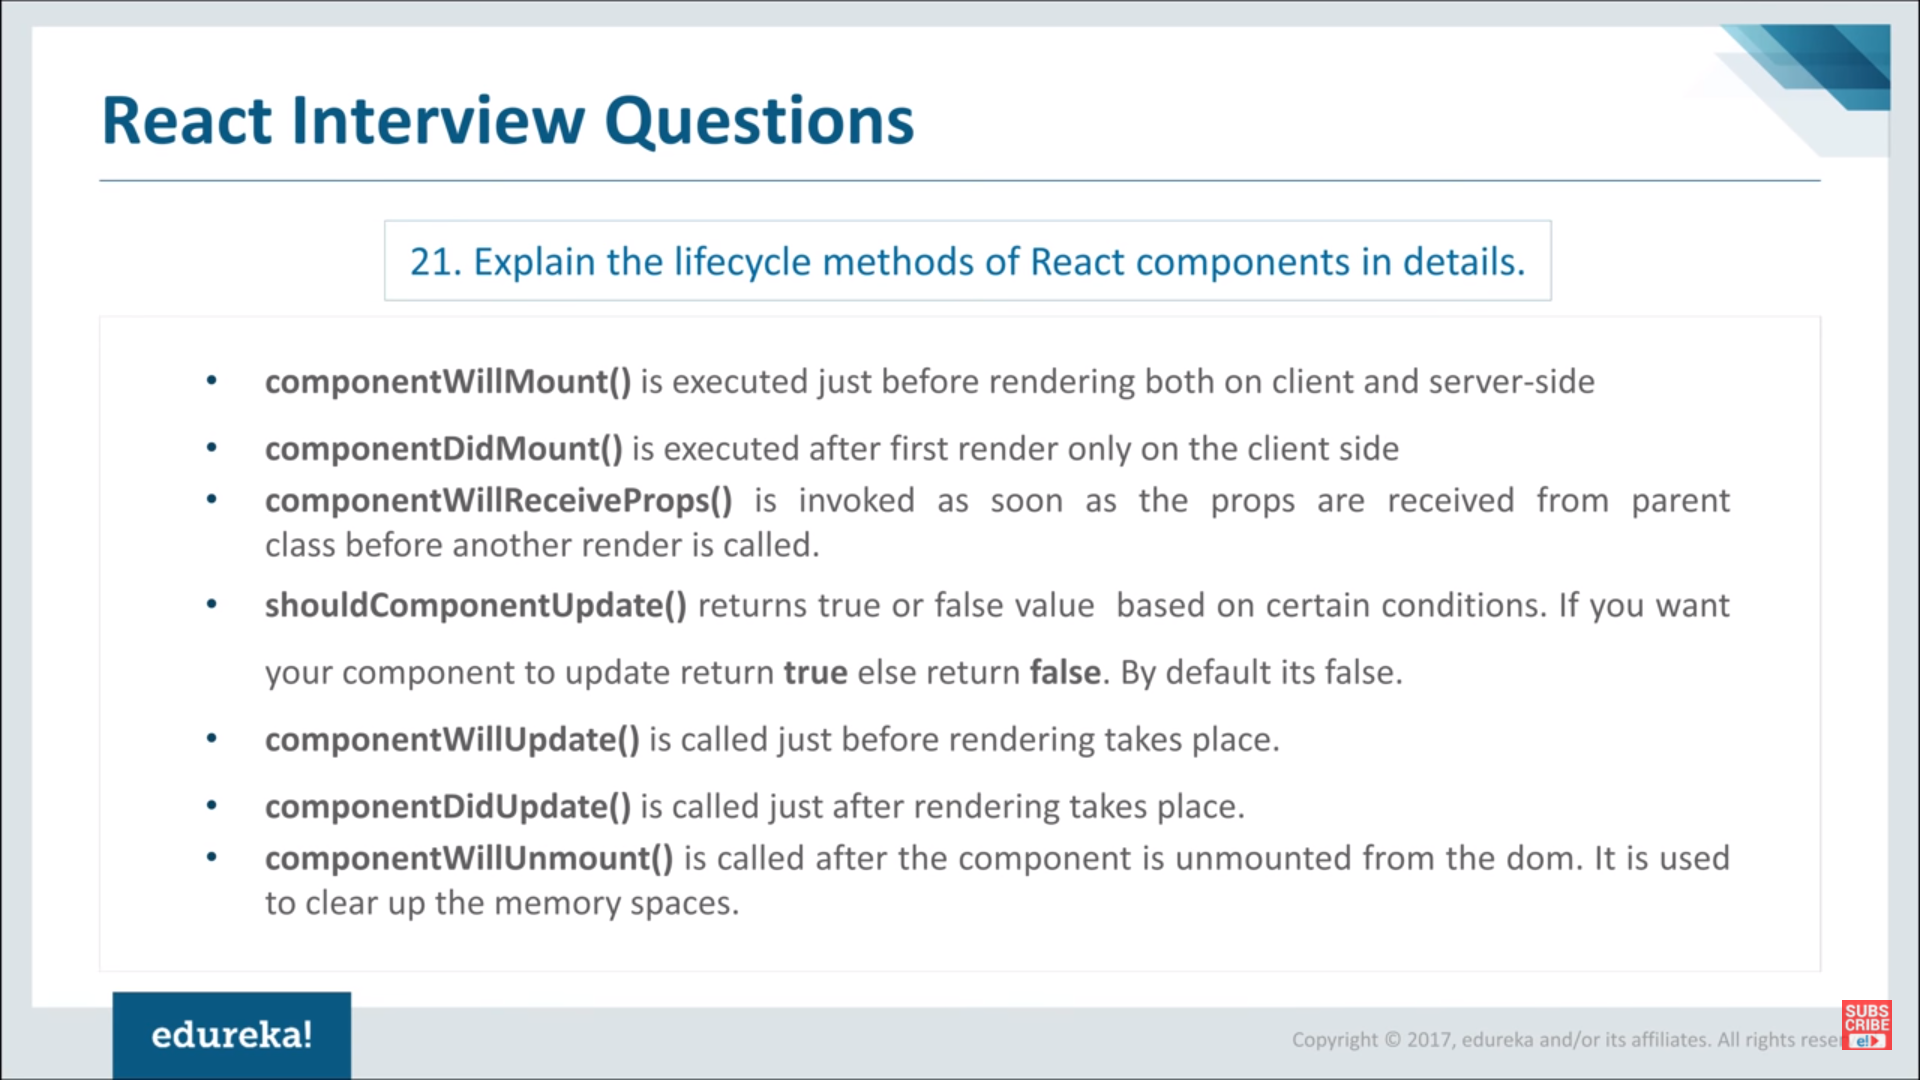 React Interview Questions
21. Explain the lifecycle methods of React components in details.
• componentWillMount() is executed just before rendering both on client and server-side
• componentDidMount() is executed after first render only on the client side
• componentWillReceiveProps() is invoked as soon as the props are received from parent
class before another render is called.
• shouldComponentUpdate() returns true or false value based on certain conditions. If you want
your component to update return true else return false. By default its false.
• componentWillUpdate() is called just before rendering takes place.
• componentDidUpdate() is called just after rendering takes place.
• componentWillUnmount() is called after the component is unmounted from the dom. It is used
to clear up the memory spaces.
edureka!
Copyright © 2017, edureka and/or its affiliates. All rights reser
SUBS
CRIBE
e!